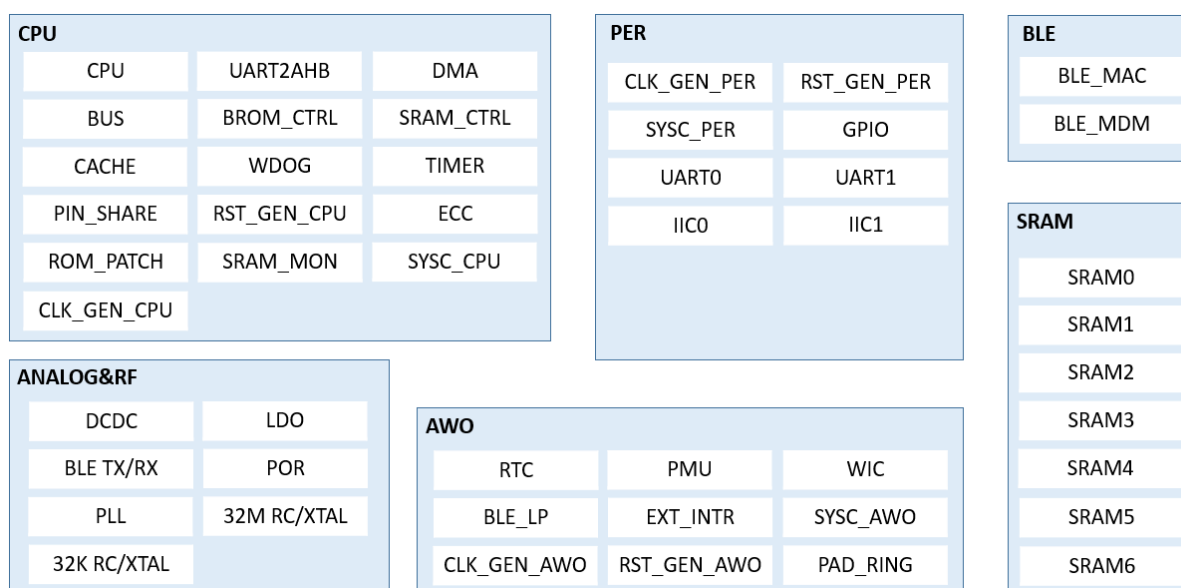 CPU
CPU UART2AHB DMA
BUS BROM_CTRL SRAM_CTRL
CACHE WDOG TIMER
PIN_SHARE RST_GEN_CPU ECC
ROM_PATCH SRAM_MON SYSC_CPU
CLK_GEN_CPU
PER
CLK_GEN_PER RST_GEN_PER
SYSC_PER GPIO
UART0 UART1
IIC0 IIC1
BLE
BLE_MAC
BLE_MDM
SRAM
SRAM0
SRAM1
SRAM2
SRAM3
SRAM4
SRAM5
SRAM6
ANALOG&RF
DCDC LDO
BLE TX/RX POR
PLL 32M RC/XTAL
32K RC/XTAL
AWO
RTC PMU WIC
BLE_LP EXT_INTR SYSC_AWO
CLK_GEN_AWO RST_GEN_AWO PAD_RING